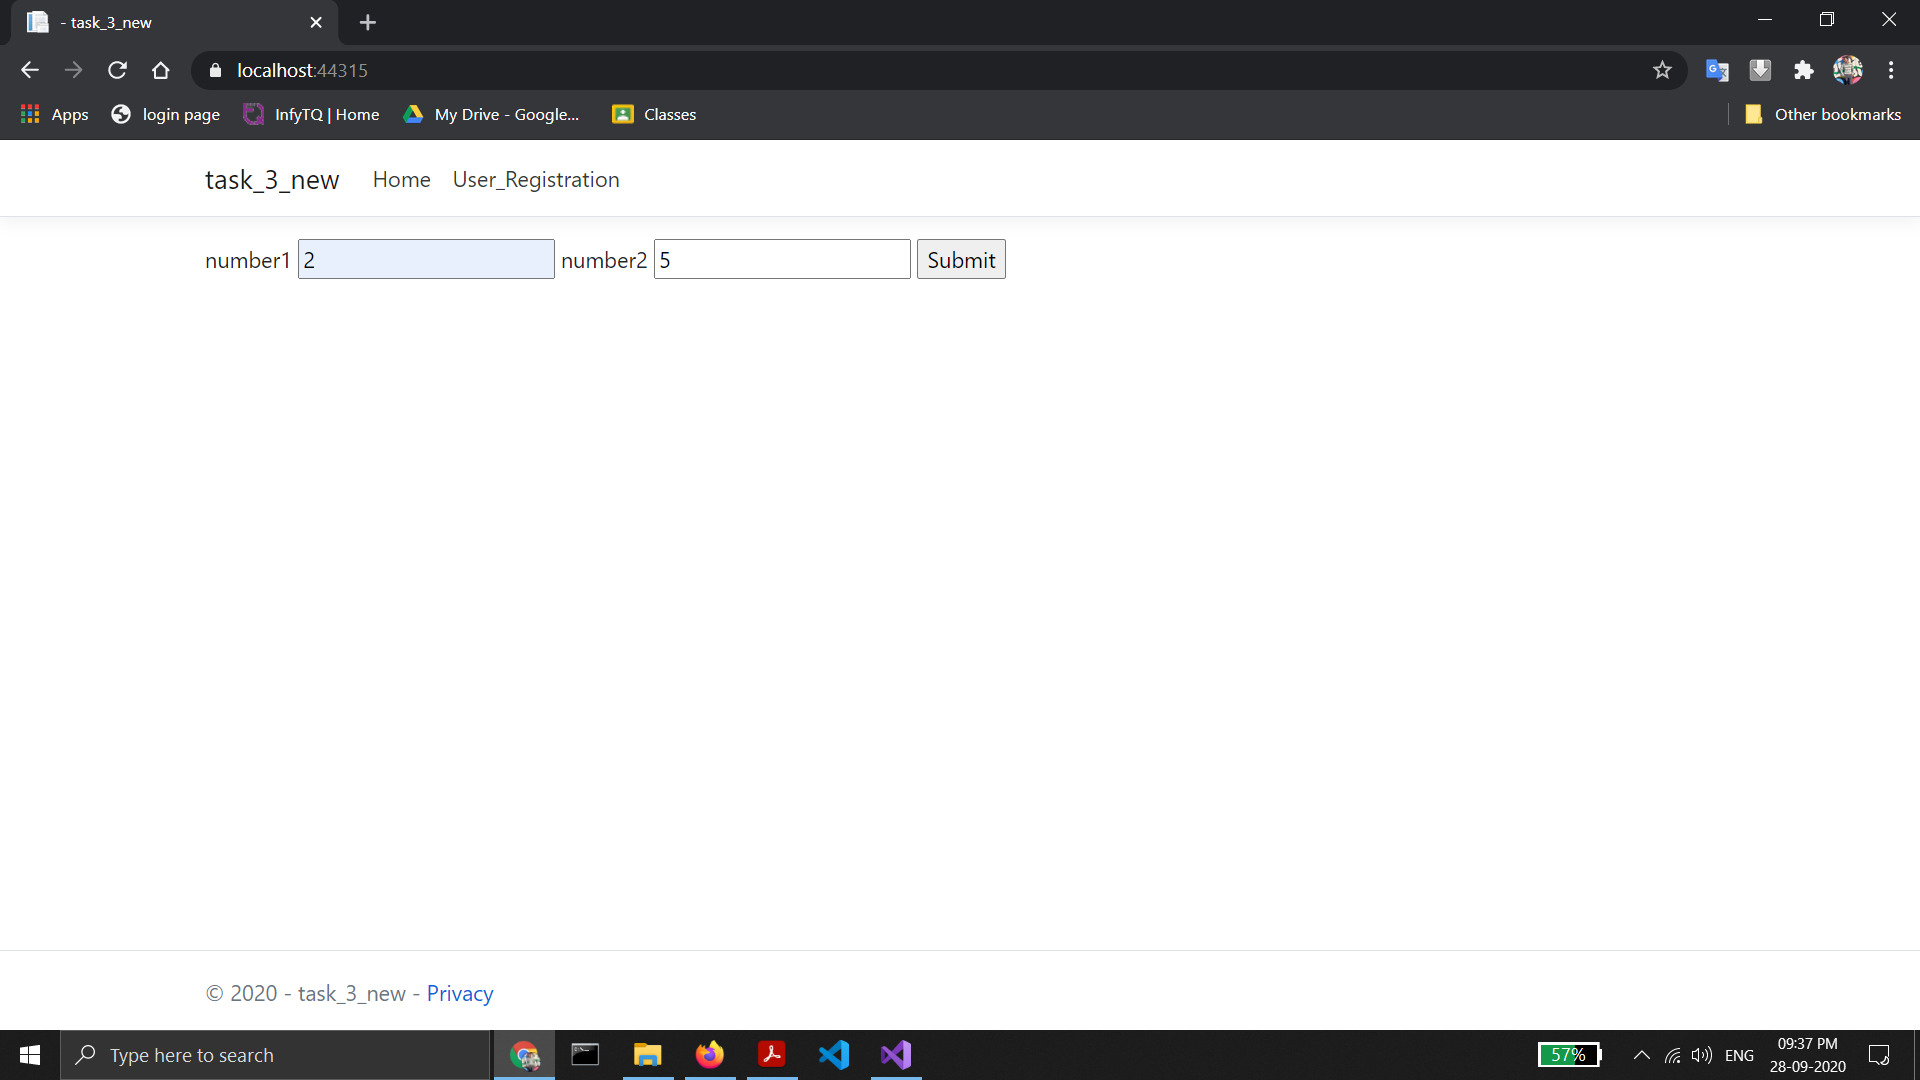 - task_3_new
localhost:44315
Apps login page InfyTQ | Home My Drive - Google... Classes Other bookmarks
task_3_new Home User_Registration
number1 2 number2 5 Submit
© 2020 - task_3_new - Privacy
Type here to search 57% ENG 09:37 PM
28-09-2020